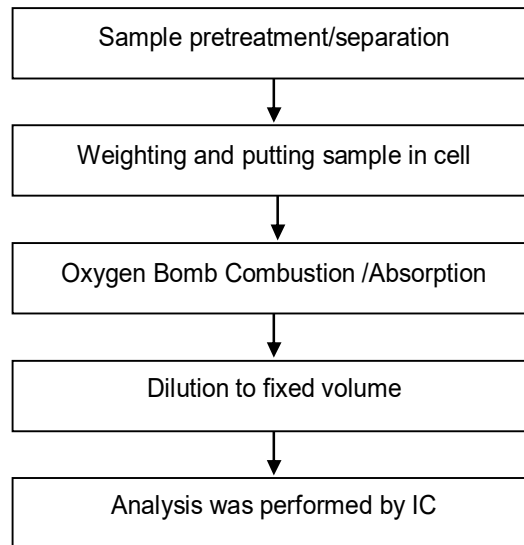 Sample pretreatment/separation
Weighting and putting sample in cell
Oxygen Bomb Combustion /Absorption
Dilution to fixed volume
Analysis was performed by IC